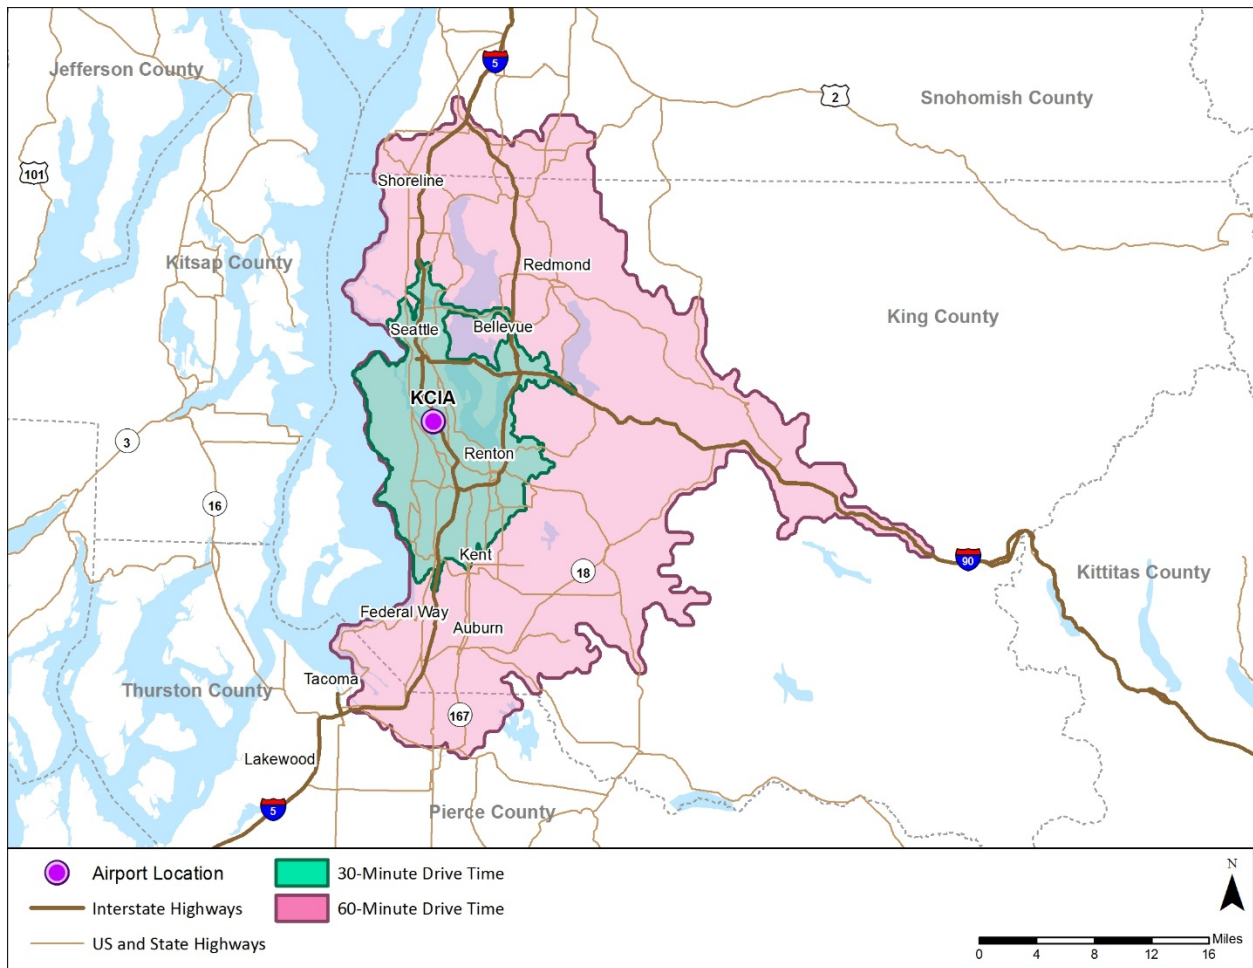 5
Jefferson County
2
Snohomish County
101
Shoreline
Kitsap County
Redmond
King County
Seattle
Bellevue
KCIA
3
Renton
16
Kent
90
18
Kittitas County
Federal Way
Auburn
Tacoma
Thurston County
167
Lakewood
5
Pierce County
Airport Location
30-Minute Drive Time
Interstate Highways
60-Minute Drive Time
US and State Highways
N
Miles
0 4 8 12 16